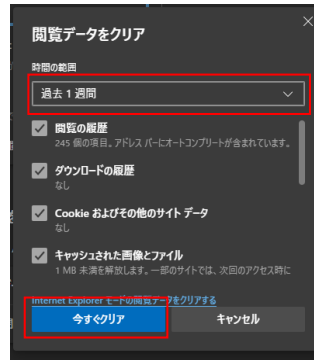 閲覧データをクリア
時間の範囲
過去 1 週間
閲覧の履歴
245 個の項目。アドレス バーにオートコンプリートが含まれています。
ダウンロードの履歴
なし
Cookie およびその他のサイト データ
なし
キャッシュされた画像とファイル
1 MB 未満を解放します。一部のサイトでは、次回のアクセス時に
Internet Explorer モードの閲覧データをクリアする
今すぐクリア
キャンセル